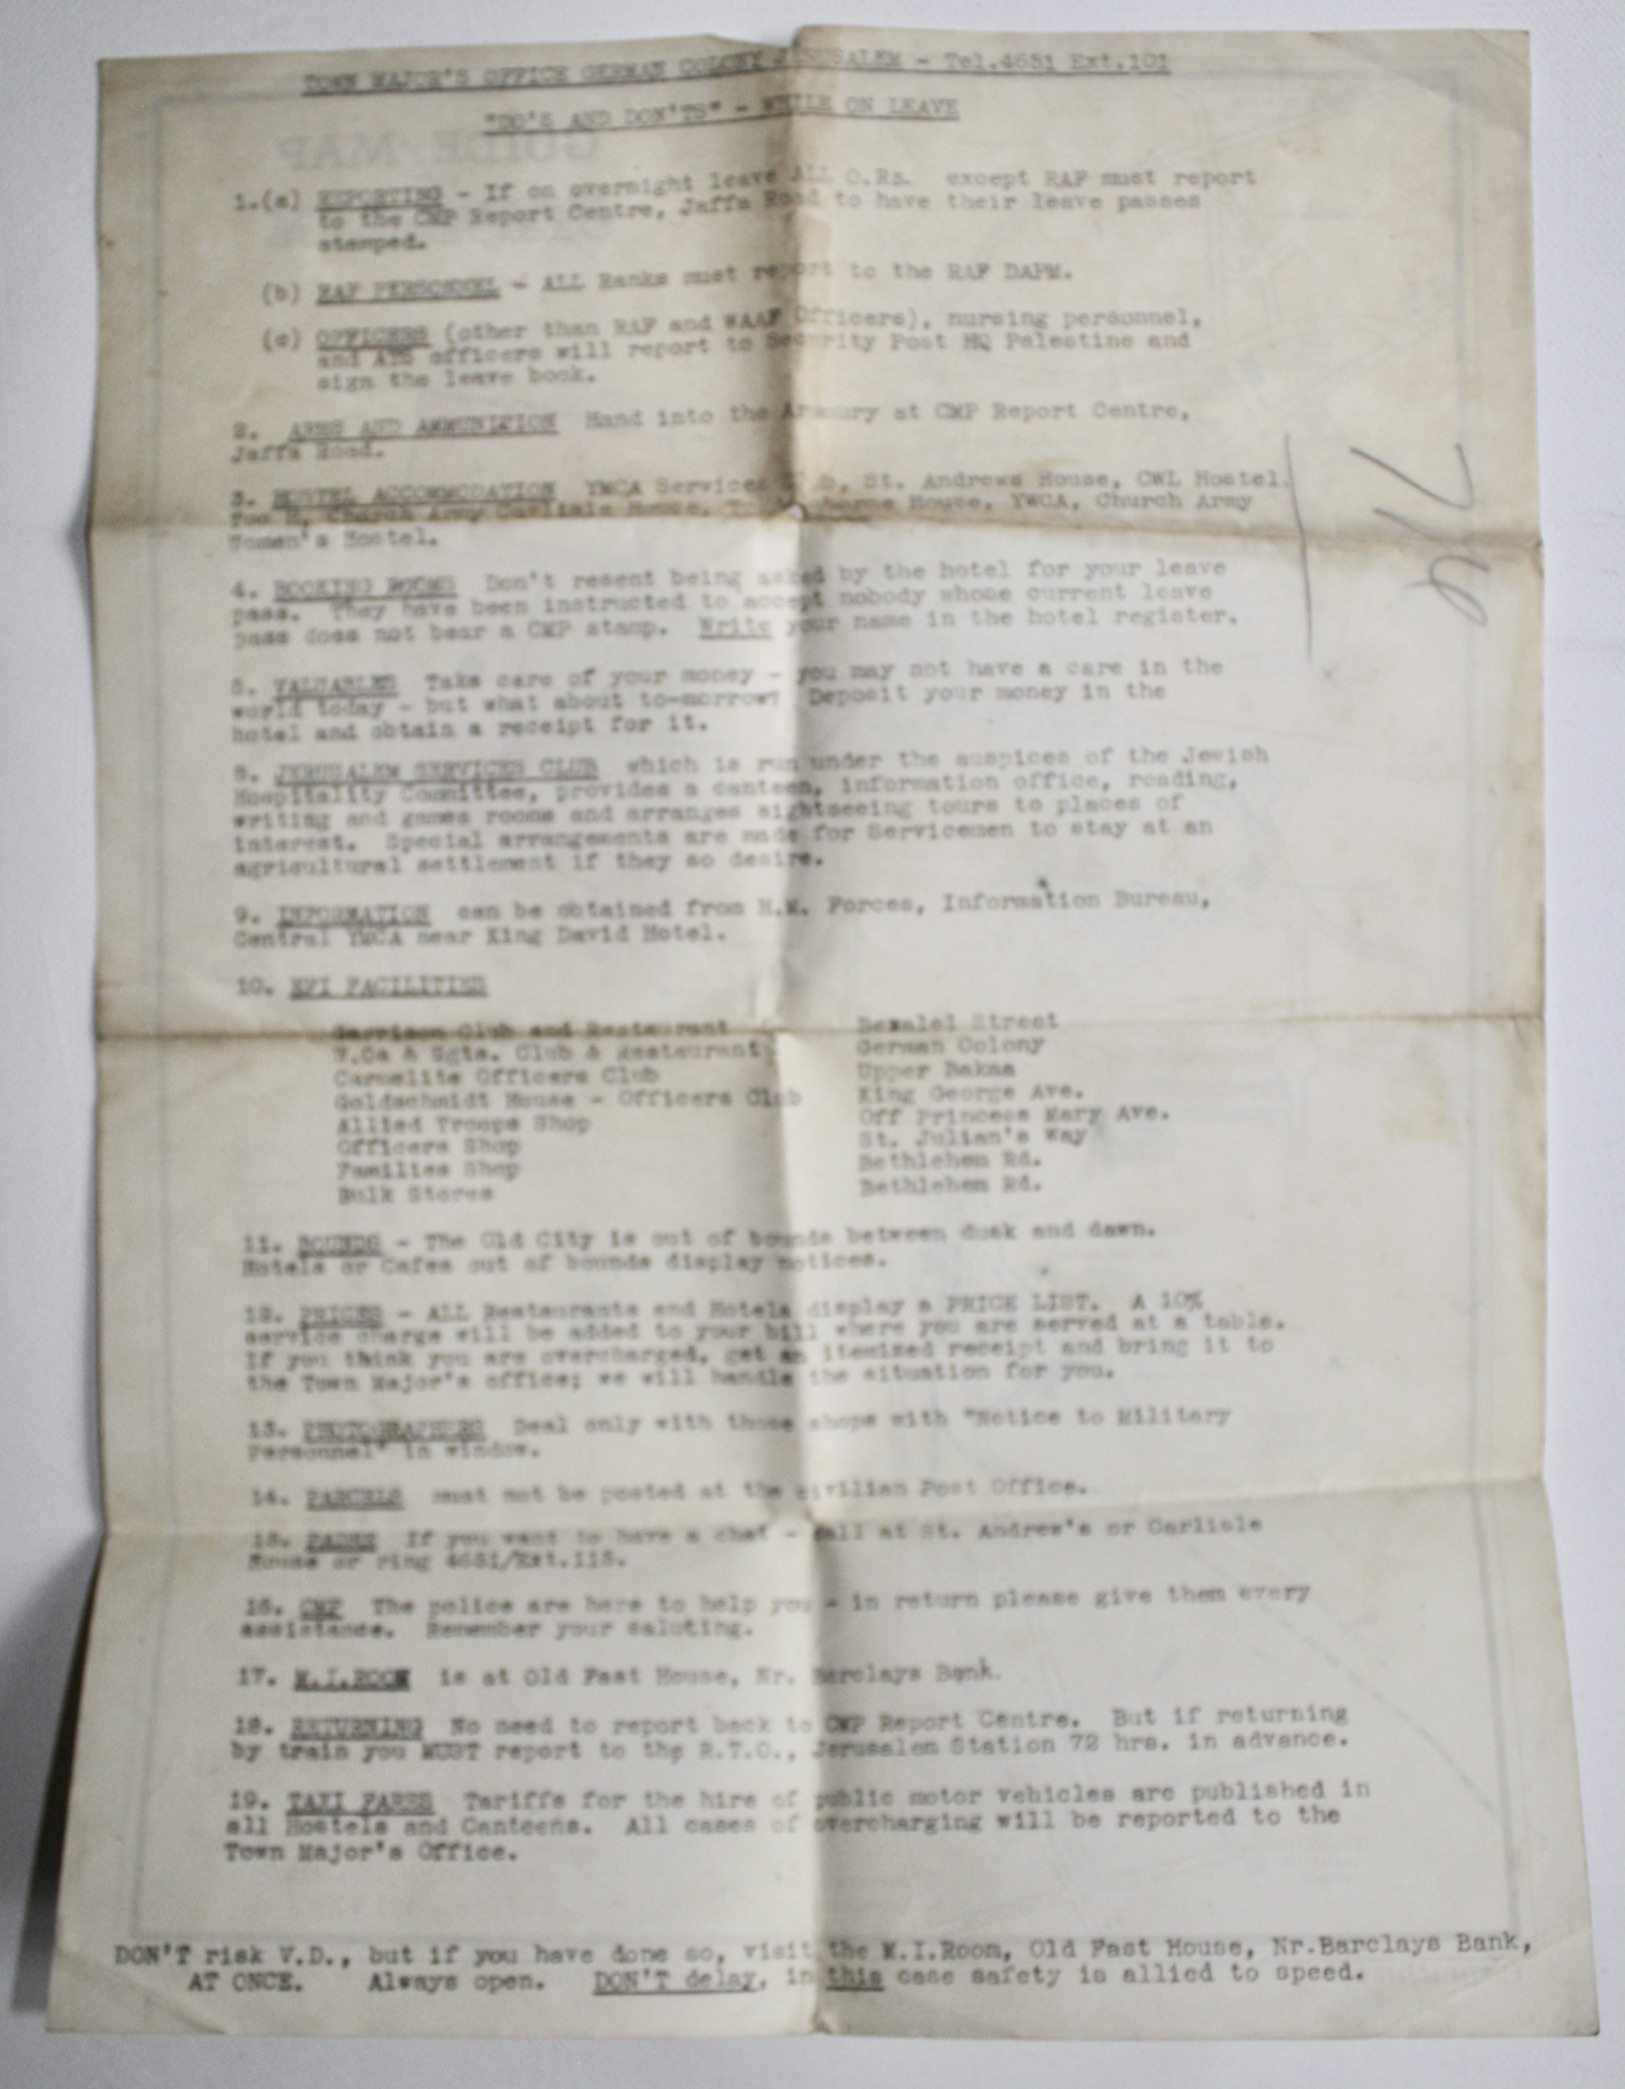 TOWN MAJOR'S OFFICE GERMAN COLONY JERUSALEM - Tel.4651 Ext.101
"DO'S AND DON'TS" - WHILE ON LEAVE
1.(a) REPORTING - If on overnight leave ALL O.Rs. except RAF must report
to the CMP Report Centre, Jaffa Road to have their leave passes
stamped.
(b) RAF PERSONNEL - ALL Ranks must report to the RAF DAPM.
(c) OFFICERS (other than RAF and WAAF Officers), nursing personnel,
and ATS officers will report to Security Post HQ Palestine and
sign the leave book.
2. ARMS AND AMMUNITION Hand into the Armoury at CMP Report Centre,
Jaffa Road.
3. HOSTEL ACCOMMODATION YMCA Services Club, St. Andrews House, CWL Hostel.
Toc H, Church Army Carlisle House, House, YWCA, Church Army
Women's Hostel.
4. BOOKING ROOMS Don't resent being asked by the hotel for your leave
pass. They have been instructed to accept nobody whose current leave
pass does not bear a CMP stamp. Write your name in the hotel register.
5. VALUABLES Take care of your money - you may not have a care in the
world today - but what about to-morrow? Deposit your money in the
hotel and obtain a receipt for it.
8. JERUSALEM SERVICES CLUB which is run under the auspices of the Jewish
Hospitality Committee, provides a canteen, information office, reading,
writing and games rooms and arranges sightseeing tours to places of
interest. Special arrangements are made for Servicemen to stay at an
agricultural settlement if they so desire.
9. INFORMATION can be obtained from H.M. Forces, Information Bureau,
Central YMCA near King David Hotel.
10. EFI FACILITIES
Garrison Club and Restaurant Bezalel Street
W.Os & Sgts. Club & Restaurant German Colony
Carmelite Officers Club Upper Bakaa
Goldschmidt House - Officers Club King George Ave.
Allied Troops Shop Off Princess Mary Ave.
Officers Shop St. Julian's Way
Families Shop Bethlehem Rd.
Bulk Stores Bethlehem Rd.
11. BOUNDS - The Old City is out of bounds between dusk and dawn.
Hotels or Cafes out of bounds display notices.
12. PRICES - ALL Restaurants and Hotels display a PRICE LIST. A 10%
service charge will be added to your bill where you are served at a table.
If you think you are overcharged, get an itemized receipt and bring it to
the Town Major's office; we will handle the situation for you.
13. PHOTOGRAPHERS Deal only with those shops with "Notice to Military
Personnel" in window.
14. PARCELS must not be posted at the civilian Post Office.
15. PADRE If you want to have a chat - call at St. Andrew's or Carlisle
House or ring 4651/Ext.115.
16. CMP The police are here to help you - in return please give them every
assistance. Remember your saluting.
17. M.I.ROOM is at Old Fast House, Nr. Barclays Bank.
18. RETURNING No need to report back to CMP Report Centre. But if returning
by train you MUST report to the R.T.O., Jerusalem Station 72 hrs. in advance.
19. TAXI FARES Tariffs for the hire of public motor vehicles are published in
all Hostels and Canteens. All cases of overcharging will be reported to the
Town Major's Office.
DON'T risk V.D., but if you have done so, visit the M.I.Room, Old Fast House, Nr.Barclays Bank,
AT ONCE. Always open. DON'T delay, in this case safety is allied to speed.
GUIDE MAP